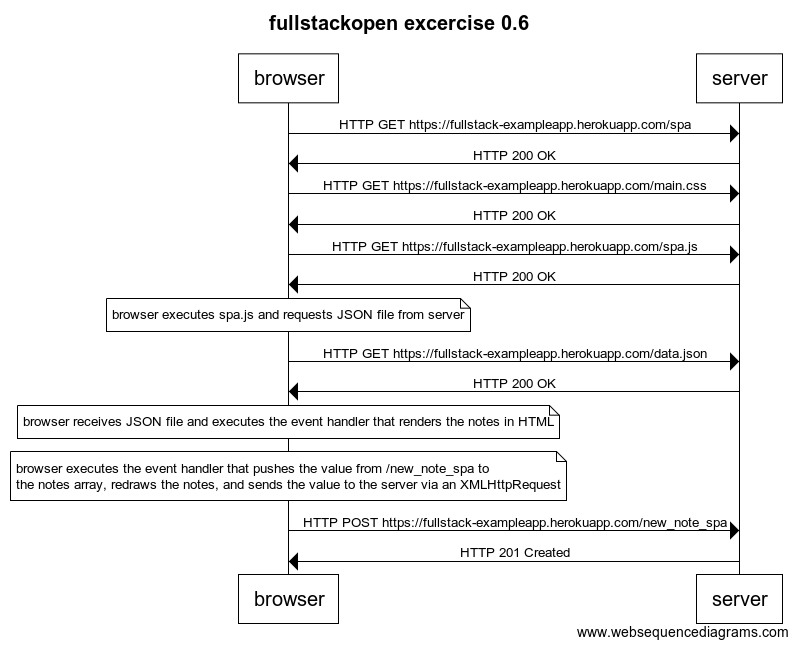 fullstackopen excercise 0.6
browser
server
HTTP GET https://fullstack-exampleapp.herokuapp.com/spa
HTTP 200 OK
HTTP GET https://fullstack-exampleapp.herokuapp.com/main.css
HTTP 200 OK
HTTP GET https://fullstack-exampleapp.herokuapp.com/spa.js
HTTP 200 OK
browser executes spa.js and requests JSON file from server
HTTP GET https://fullstack-exampleapp.herokuapp.com/data.json
HTTP 200 OK
browser receives JSON file and executes the event handler that renders the notes in HTML
browser executes the event handler that pushes the value from /new_note_spa to
the notes array, redraws the notes, and sends the value to the server via an XMLHttpRequest
HTTP POST https://fullstack-exampleapp.herokuapp.com/new_note_spa
HTTP 201 Created
browser
server
www.websequencediagrams.com